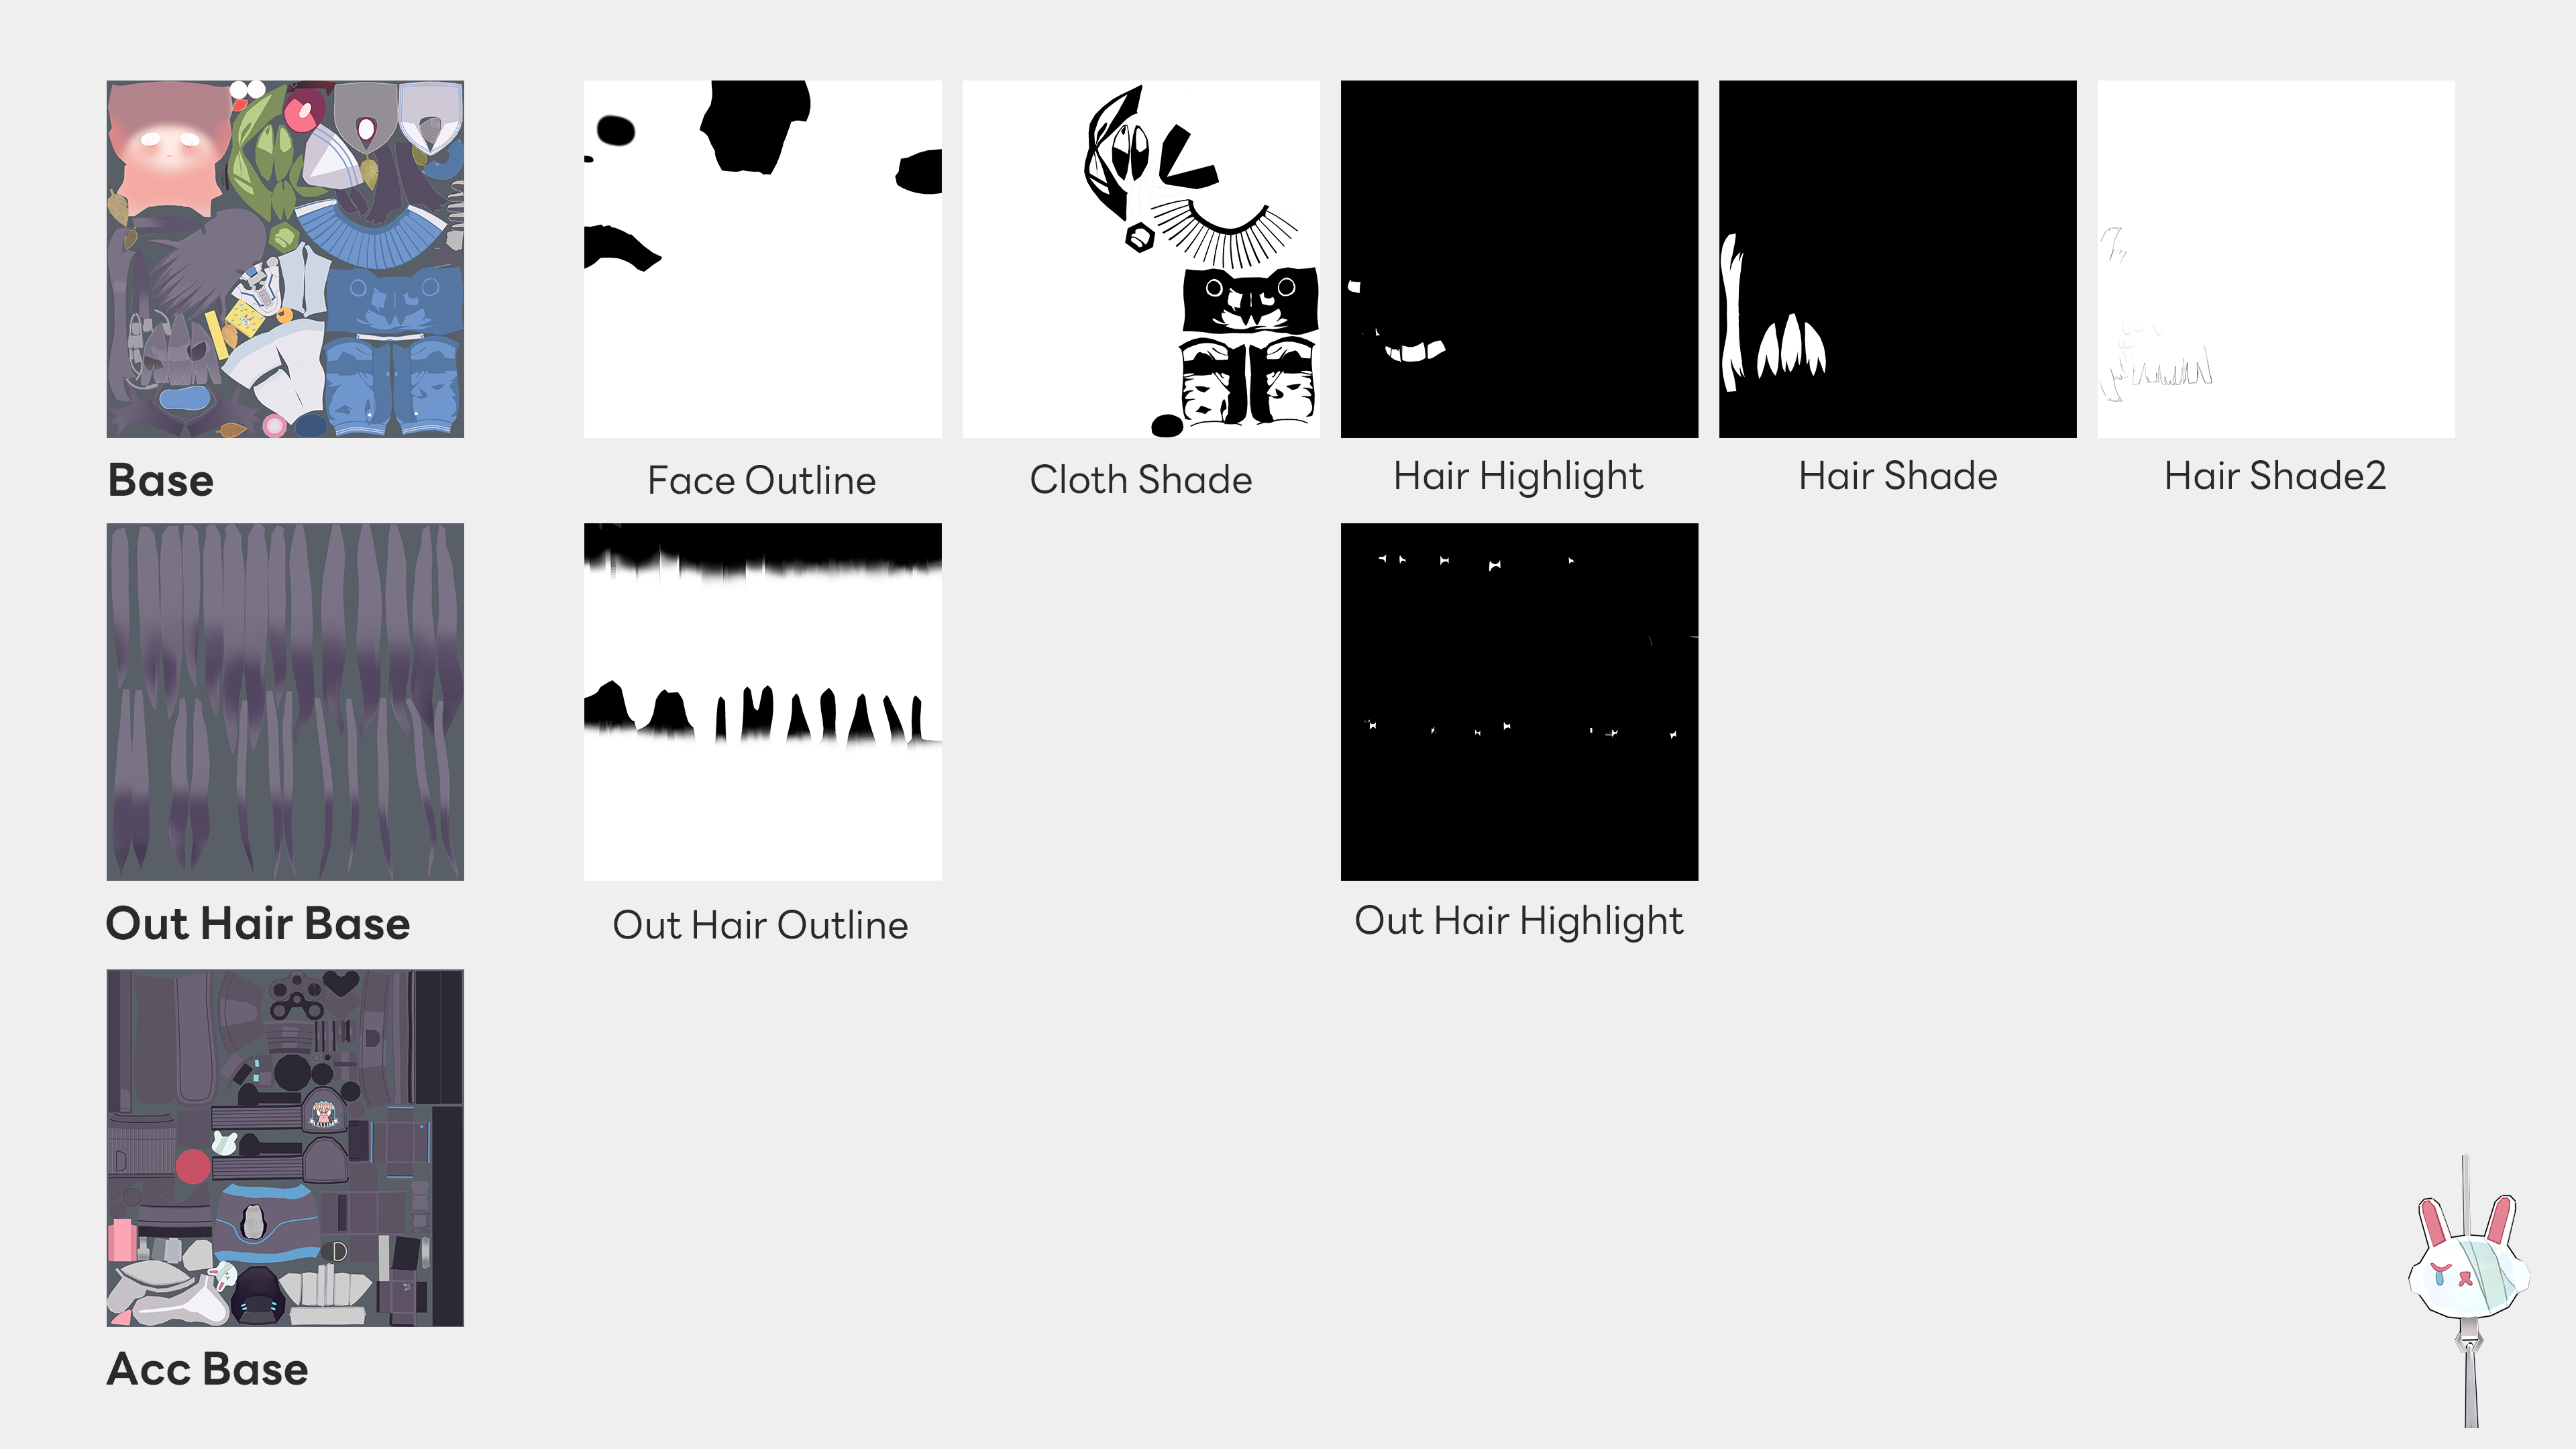 Base
Face Outline
Cloth Shade
Hair Highlight
Hair Shade
Hair Shade2
Out Hair Base
Out Hair Outline
Out Hair Highlight
Acc Base